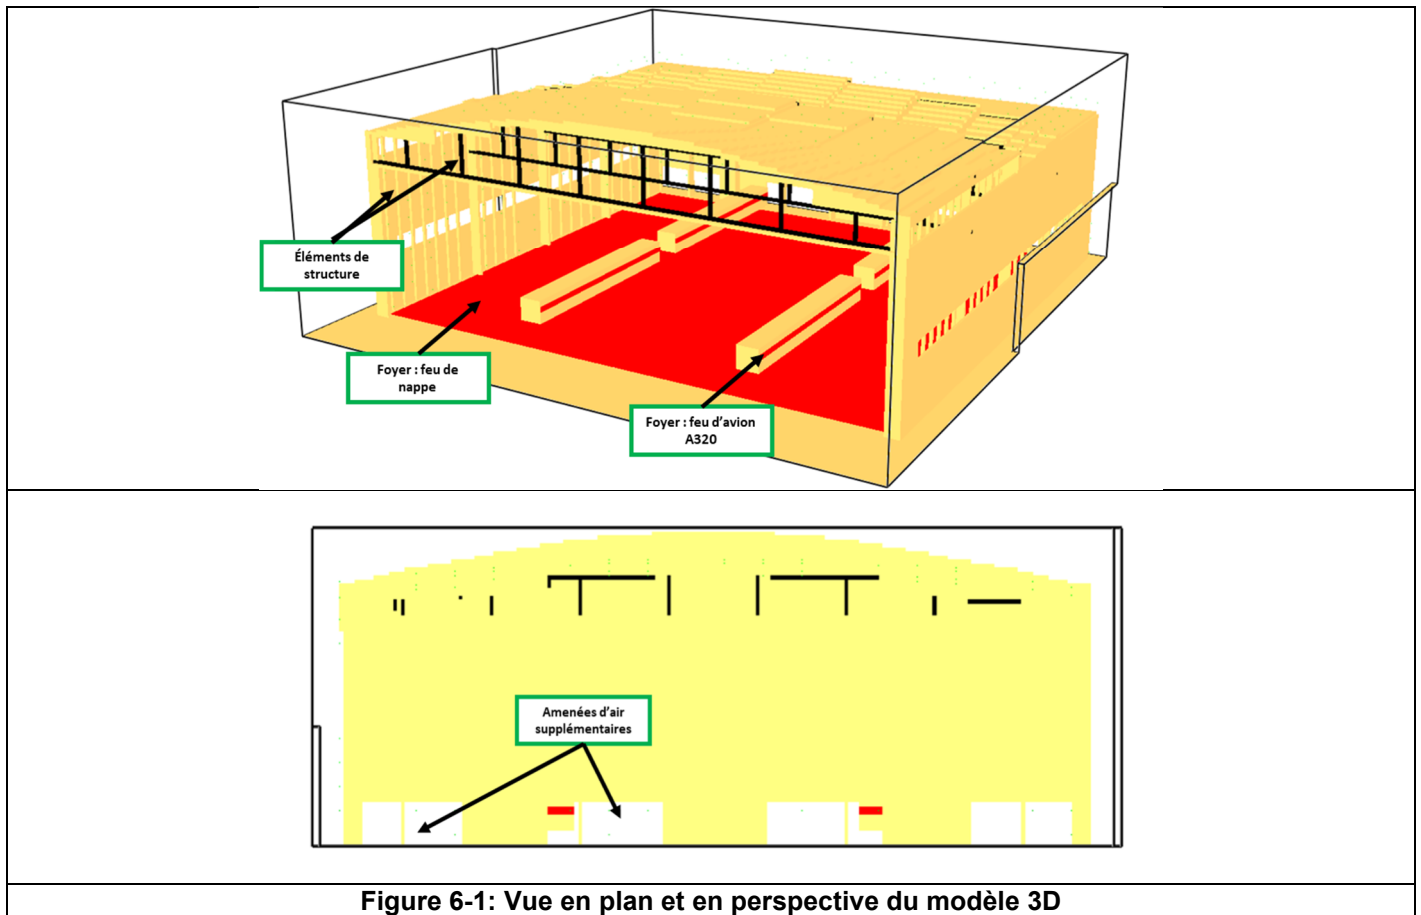 Éléments de
structure
Foyer : feu de
nappe
Foyer : feu d'avion
A320
Amenées d'air
supplémentaires
Figure 6-1: Vue en plan et en perspective du modèle 3D